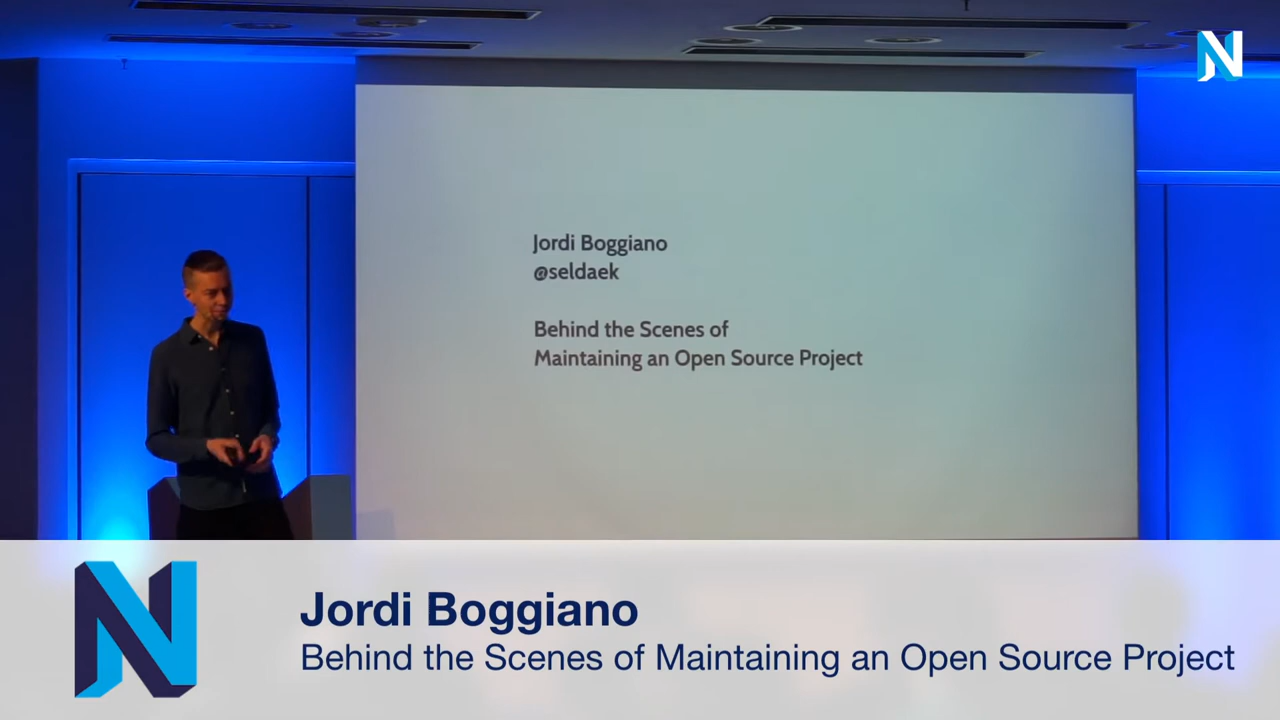 Jordi Boggiano
@seldaek
Behind the Scenes of
Maintaining an Open Source Project
Jordi Boggiano
Behind the Scenes of Maintaining an Open Source Project